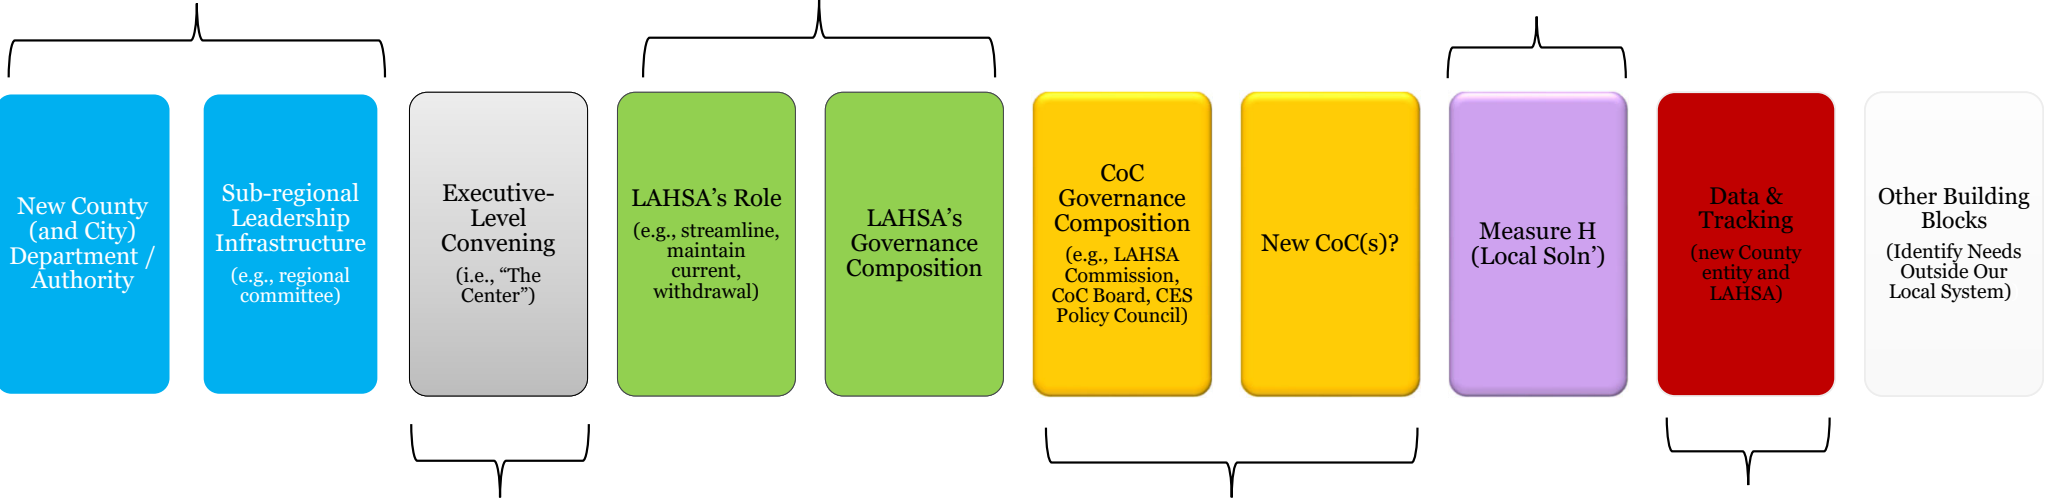 New County
(and City)
Department /
Authority
Sub-regional
Leadership
Infrastructure
(e.g., regional
committee)
Executive-
Level
Convening
(i.e., “The
Center”)
LAHSA’s Role
(e.g., streamline,
maintain
current,
withdrawal)
LAHSA’s
Governance
Composition
CoC
Governance
Composition
(e.g., LAHSA
Commission,
CoC Board, CES
Policy Council)
New CoC(s)?
Measure H
(Local Soln’)
Data &
Tracking
(new County
entity and
LAHSA)
Other Building
Blocks
(Identify Needs
Outside Our
Local System)